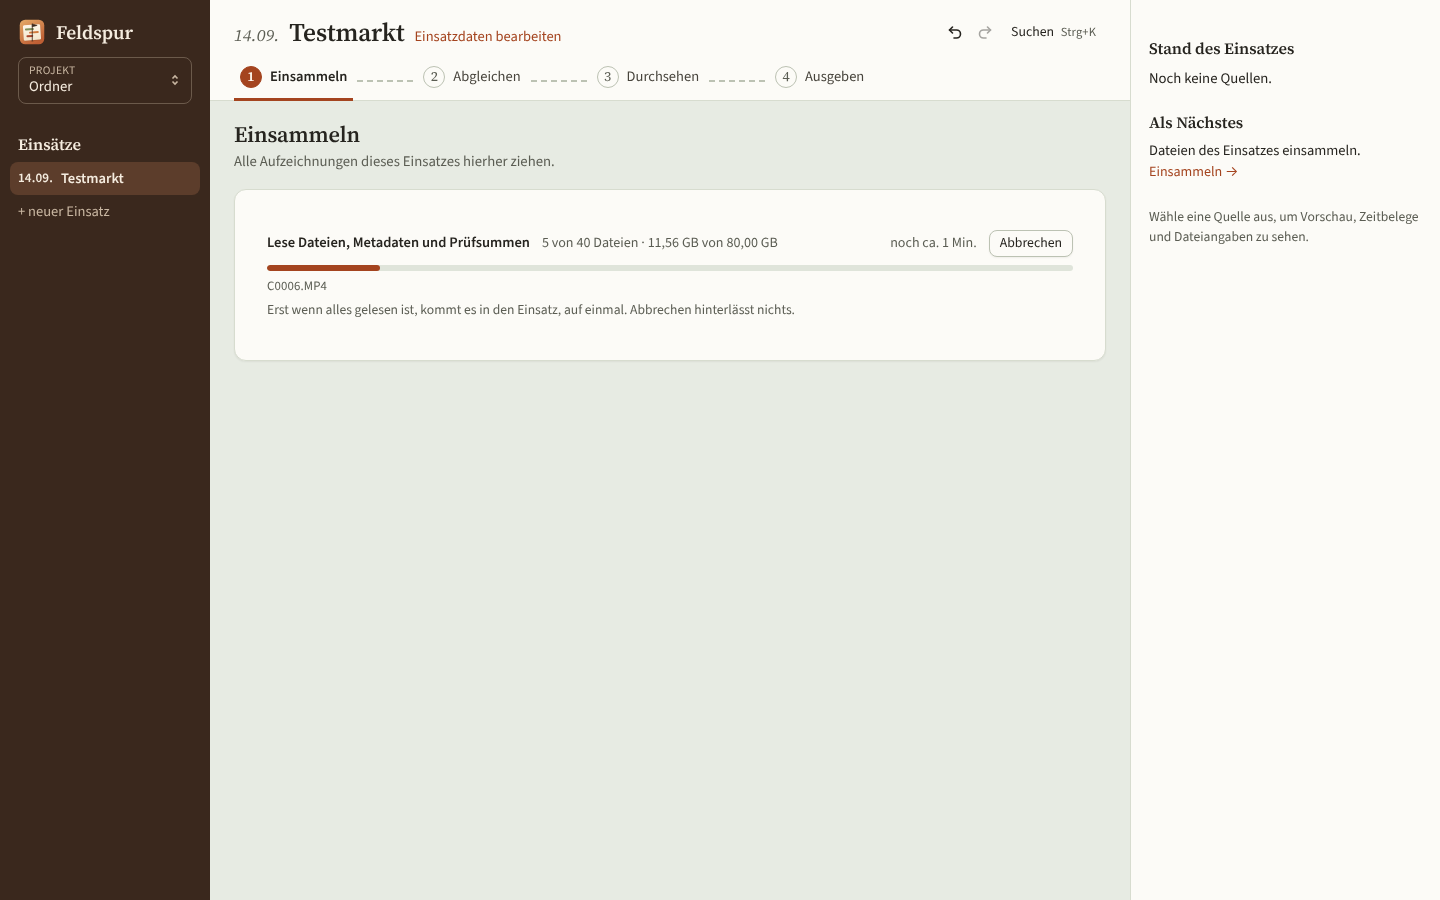 Feldspur
PROJEKT
Ordner
Einsätze
14.09. Testmarkt
+ neuer Einsatz
14.09. Testmarkt Einsatzdaten bearbeiten
Suchen Strg+K
1 Einsammeln 2 Abgleichen 3 Durchsehen 4 Ausgeben
Einsammeln
Alle Aufzeichnungen dieses Einsatzes hierher ziehen.
Lese Dateien, Metadaten und Prüfsummen 5 von 40 Dateien · 11,56 GB von 80,00 GB noch ca. 1 Min. Abbrechen
C0006.MP4
Erst wenn alles gelesen ist, kommt es in den Einsatz, auf einmal. Abbrechen hinterlässt nichts.
Stand des Einsatzes
Noch keine Quellen.
Als Nächstes
Dateien des Einsatzes einsammeln.
Einsammeln →
Wähle eine Quelle aus, um Vorschau, Zeitbelege
und Dateiangaben zu sehen.